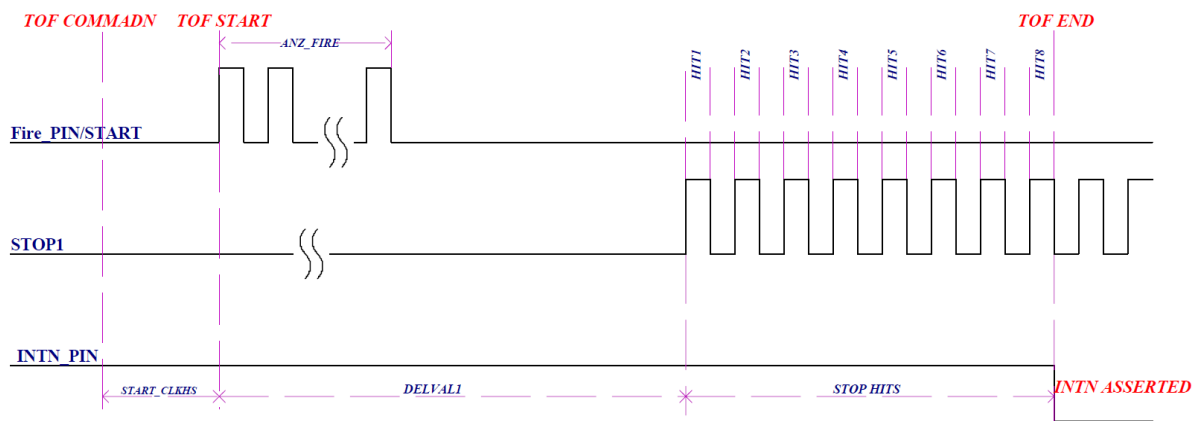 TOF COMMADN
TOF START
TOF END
ANZ_FIRE
HIT1
HIT2
HIT3
HIT4
HIT5
HIT6
HIT7
HIT8
Fire_PIN/START
STOP1
INTN_PIN
START_CLKHS
DELVAL1
STOP HITS
INTN ASSERTED